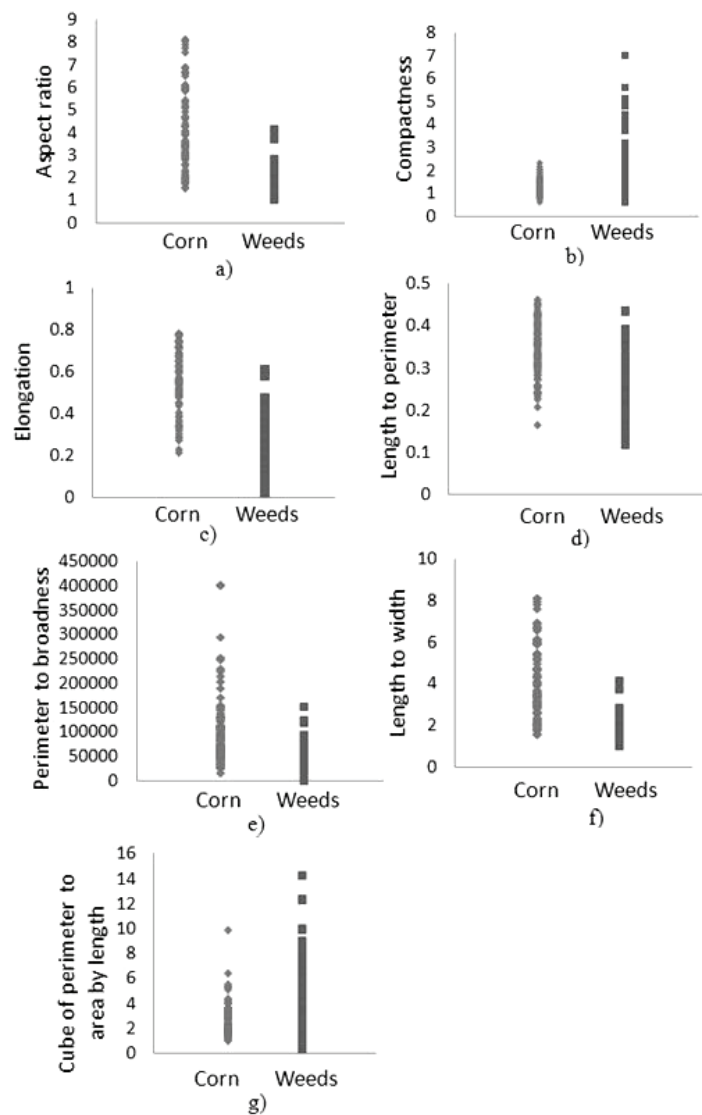 Aspect ratio
9
8
7
6
5
4
3
2
1
0
Corn Weeds
a)
Compactness
8
7
6
5
4
3
2
1
0
Corn Weeds
b)
Elongation
1
0.8
0.6
0.4
0.2
0
Corn Weeds
c)
Length to perimeter
0.5
0.4
0.3
0.2
0.1
0
Corn Weeds
d)
Perimeter to broadness
450000
400000
350000
300000
250000
200000
150000
100000
50000
0
Corn Weeds
e)
Length to width
10
8
6
4
2
0
Corn Weeds
f)
Cube of perimeter to
area by length
16
14
12
10
8
6
4
2
0
Corn Weeds
g)